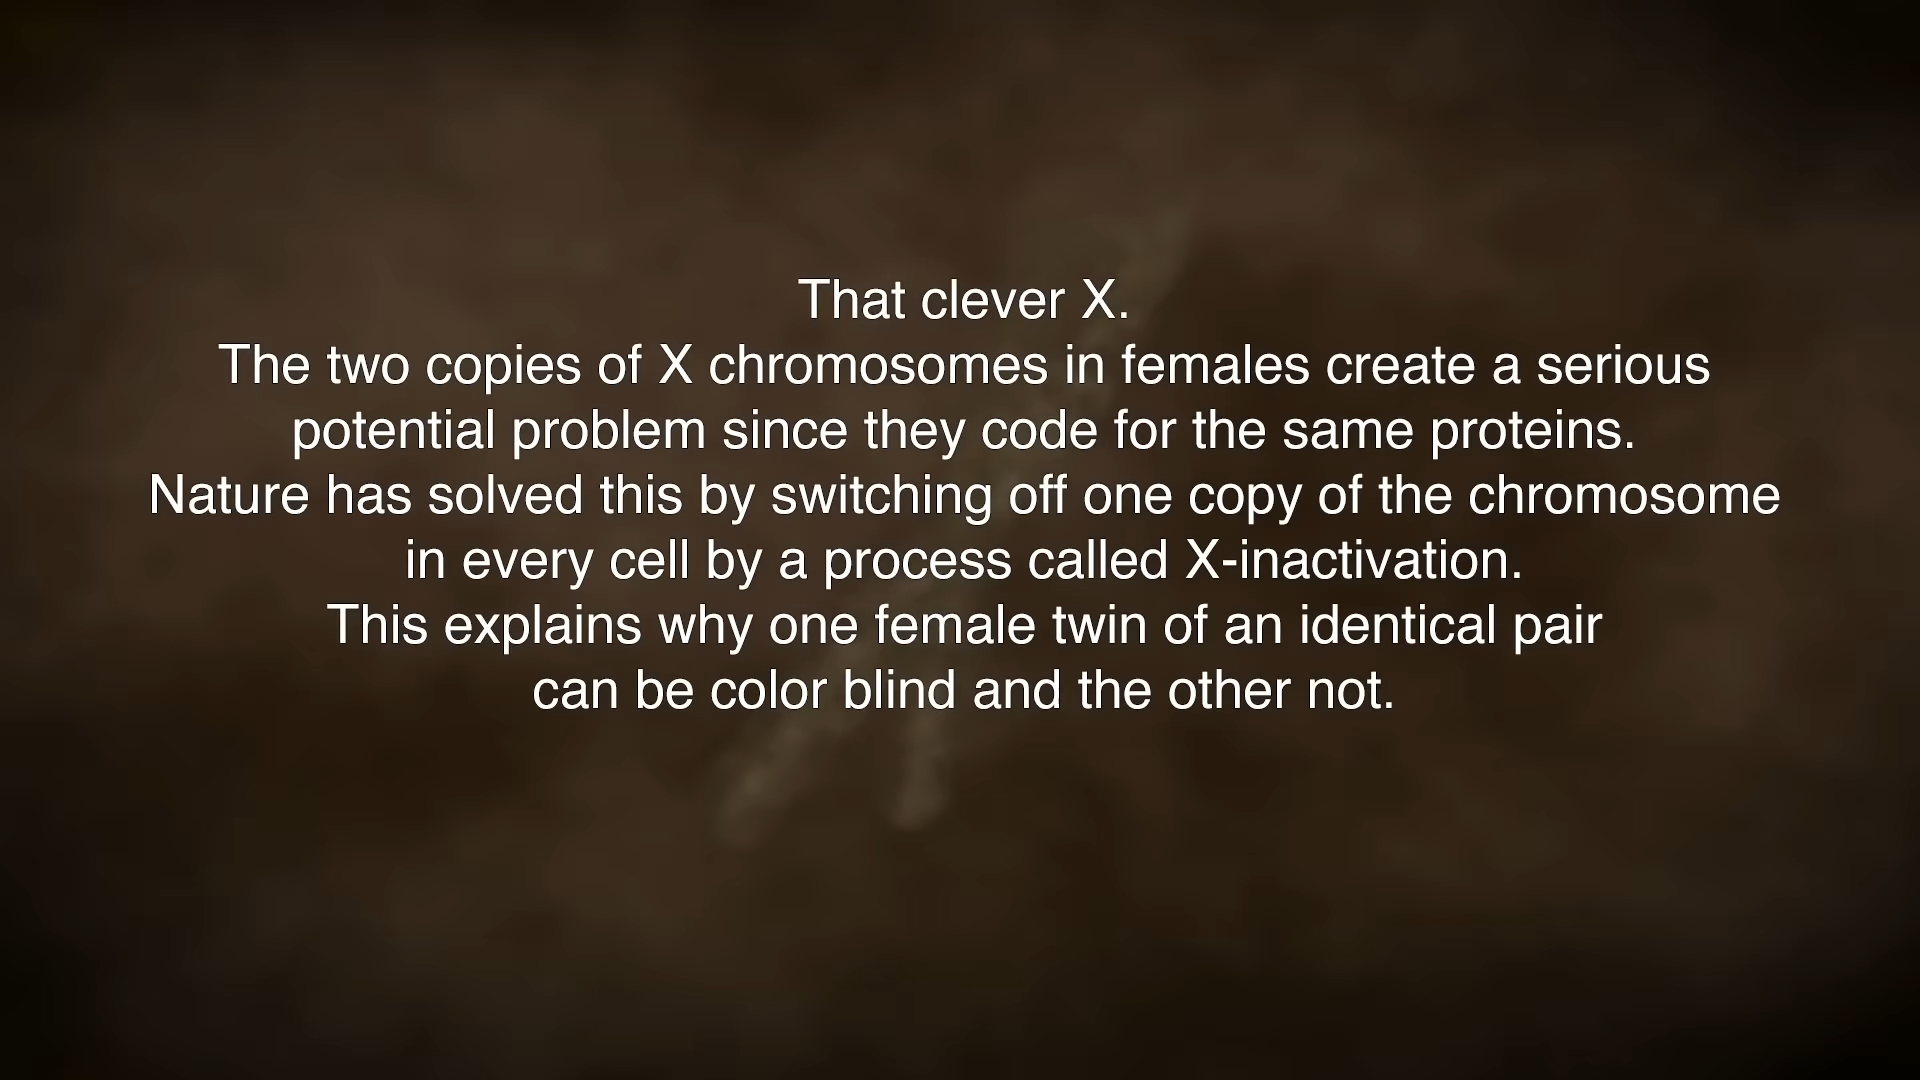 That clever X.
The two copies of X chromosomes in females create a serious
potential problem since they code for the same proteins.
Nature has solved this by switching off one copy of the chromosome
in every cell by a process called X-inactivation.
This explains why one female twin of an identical pair
can be color blind and the other not.